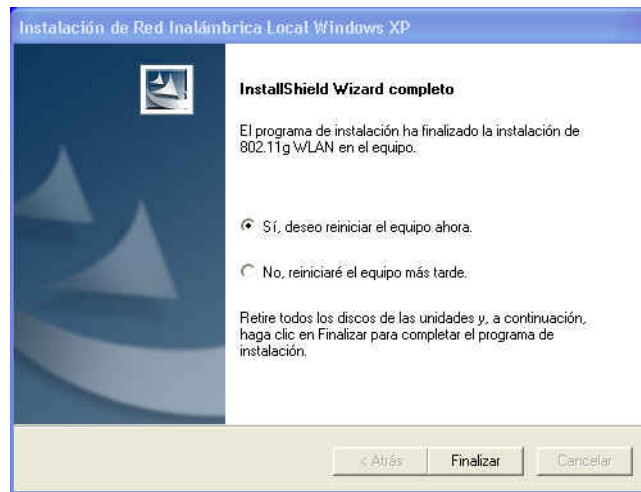 Instalación de Red Inalámbrica Local Windows XP
InstallShield Wizard completo
El programa de instalación ha finalizado la instalación de
802.11g WLAN en el equipo.
Sí, deseo reiniciar el equipo ahora.
No, reiniciaré el equipo más tarde.
Retire todos los discos de las unidades y, a continuación,
haga clic en Finalizar para completar el programa de
instalación.
< Atrás
Finalizar
Cancelar